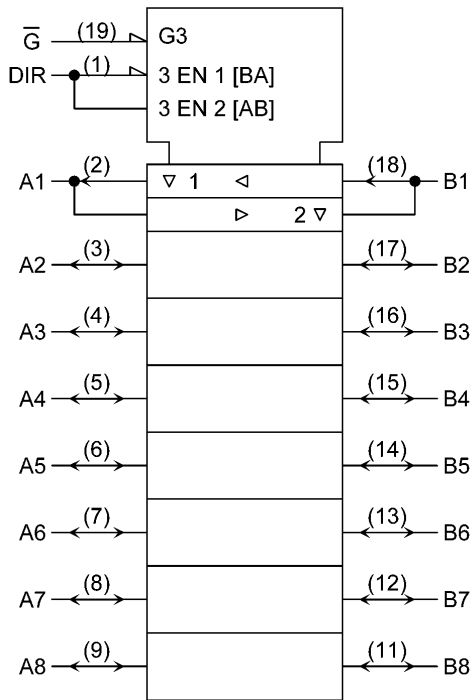 G̅ (19) G3
DIR (1) 3 EN 1 [BA]
3 EN 2 [AB]
A1 (2) ▽ 1 ◁ (18) B1
▷ 2 ▽
A2 (3) (17) B2
A3 (4) (16) B3
A4 (5) (15) B4
A5 (6) (14) B5
A6 (7) (13) B6
A7 (8) (12) B7
A8 (9) (11) B8